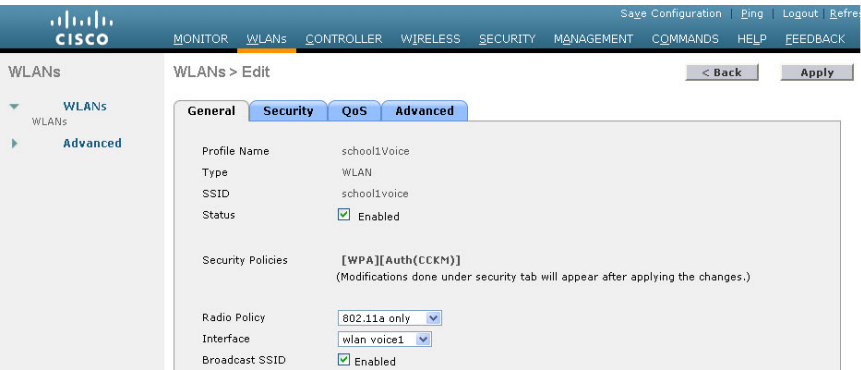 Save Configuration | Ping | Logout | Refre
CISCO
MONITOR WLANs CONTROLLER WIRELESS SECURITY MANAGEMENT COMMANDS HELP FEEDBACK
WLANs
WLANs > Edit
< Back
Apply
WLANs
WLANs
Advanced
General Security QoS Advanced
Profile Name school1Voice
Type WLAN
SSID school1voice
Status Enabled
Security Policies [WPA][Auth(CCKM)]
(Modifications done under security tab will appear after applying the changes.)
Radio Policy 802.11a only
Interface wlan voice1
Broadcast SSID Enabled